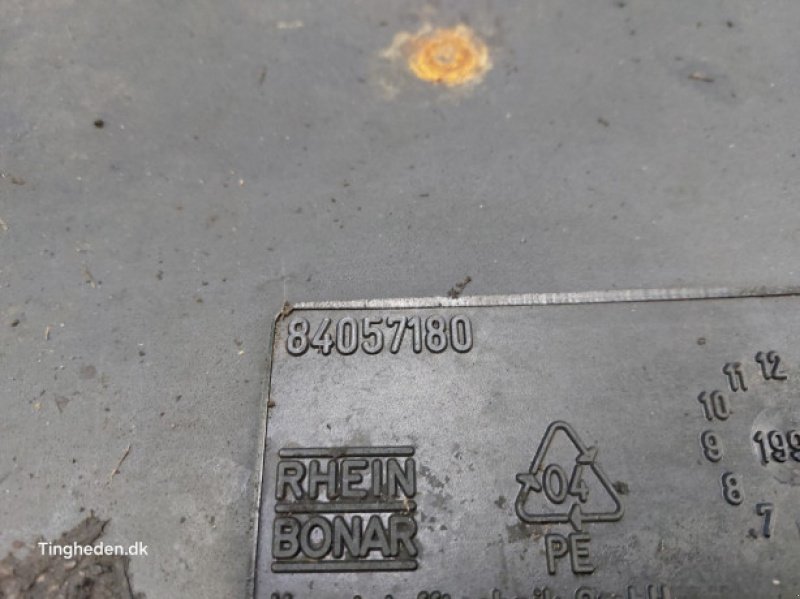 84057180
12
11
10
9
8
7
199
RHEIN
BONAR
04
PE
Tingheden.dk